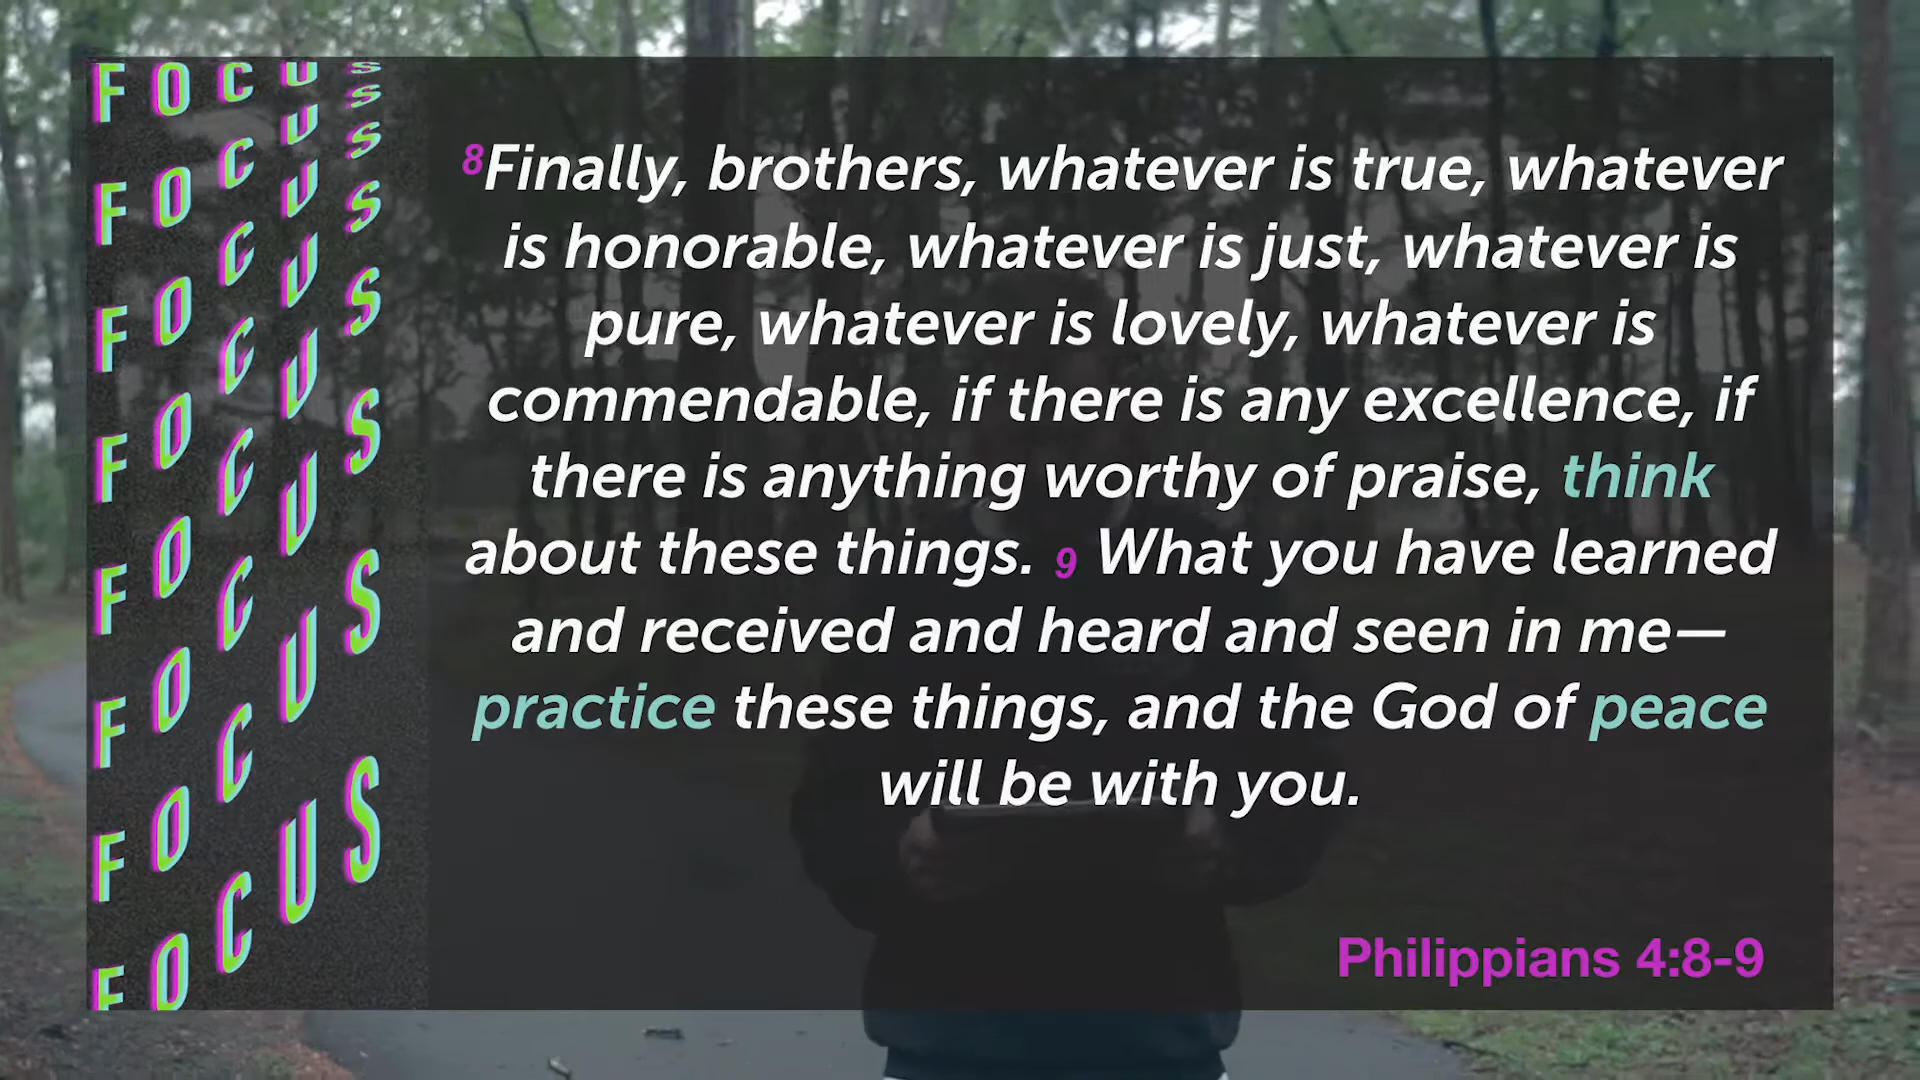 FOCUS
FOCUS
FOCUS
FOCUS
FOCUS
FOCUS
FOCUS
FOCUS
8Finally, brothers, whatever is true, whatever
is honorable, whatever is just, whatever is
pure, whatever is lovely, whatever is
commendable, if there is any excellence, if
there is anything worthy of praise, think
about these things. 9 What you have learned
and received and heard and seen in me—
practice these things, and the God of peace
will be with you.
Philippians 4:8-9